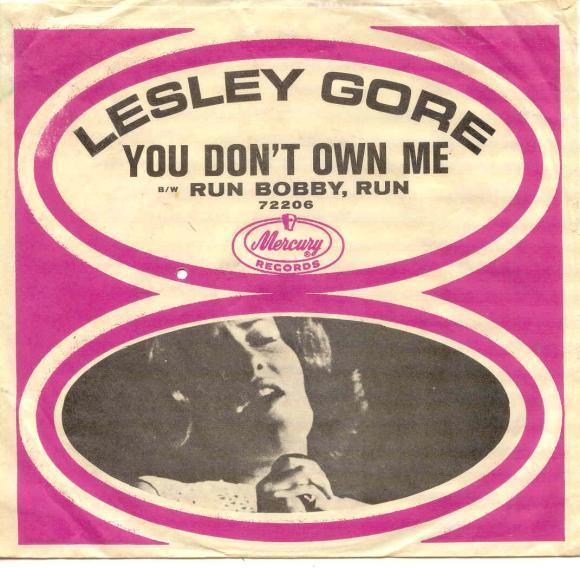 LESLEY GORE
YOU DON'T OWN ME
B/W RUN BOBBY, RUN
72206
Mercury
®
RECORDS